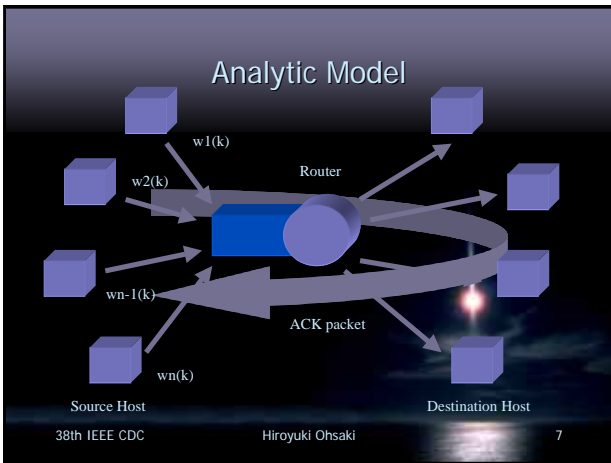 Analytic Model
w1(k)
Router
w2(k)
wn-1(k)
ACK packet
wn(k)
Source Host
Destination Host
38th IEEE CDC
Hiroyuki Ohsaki
7